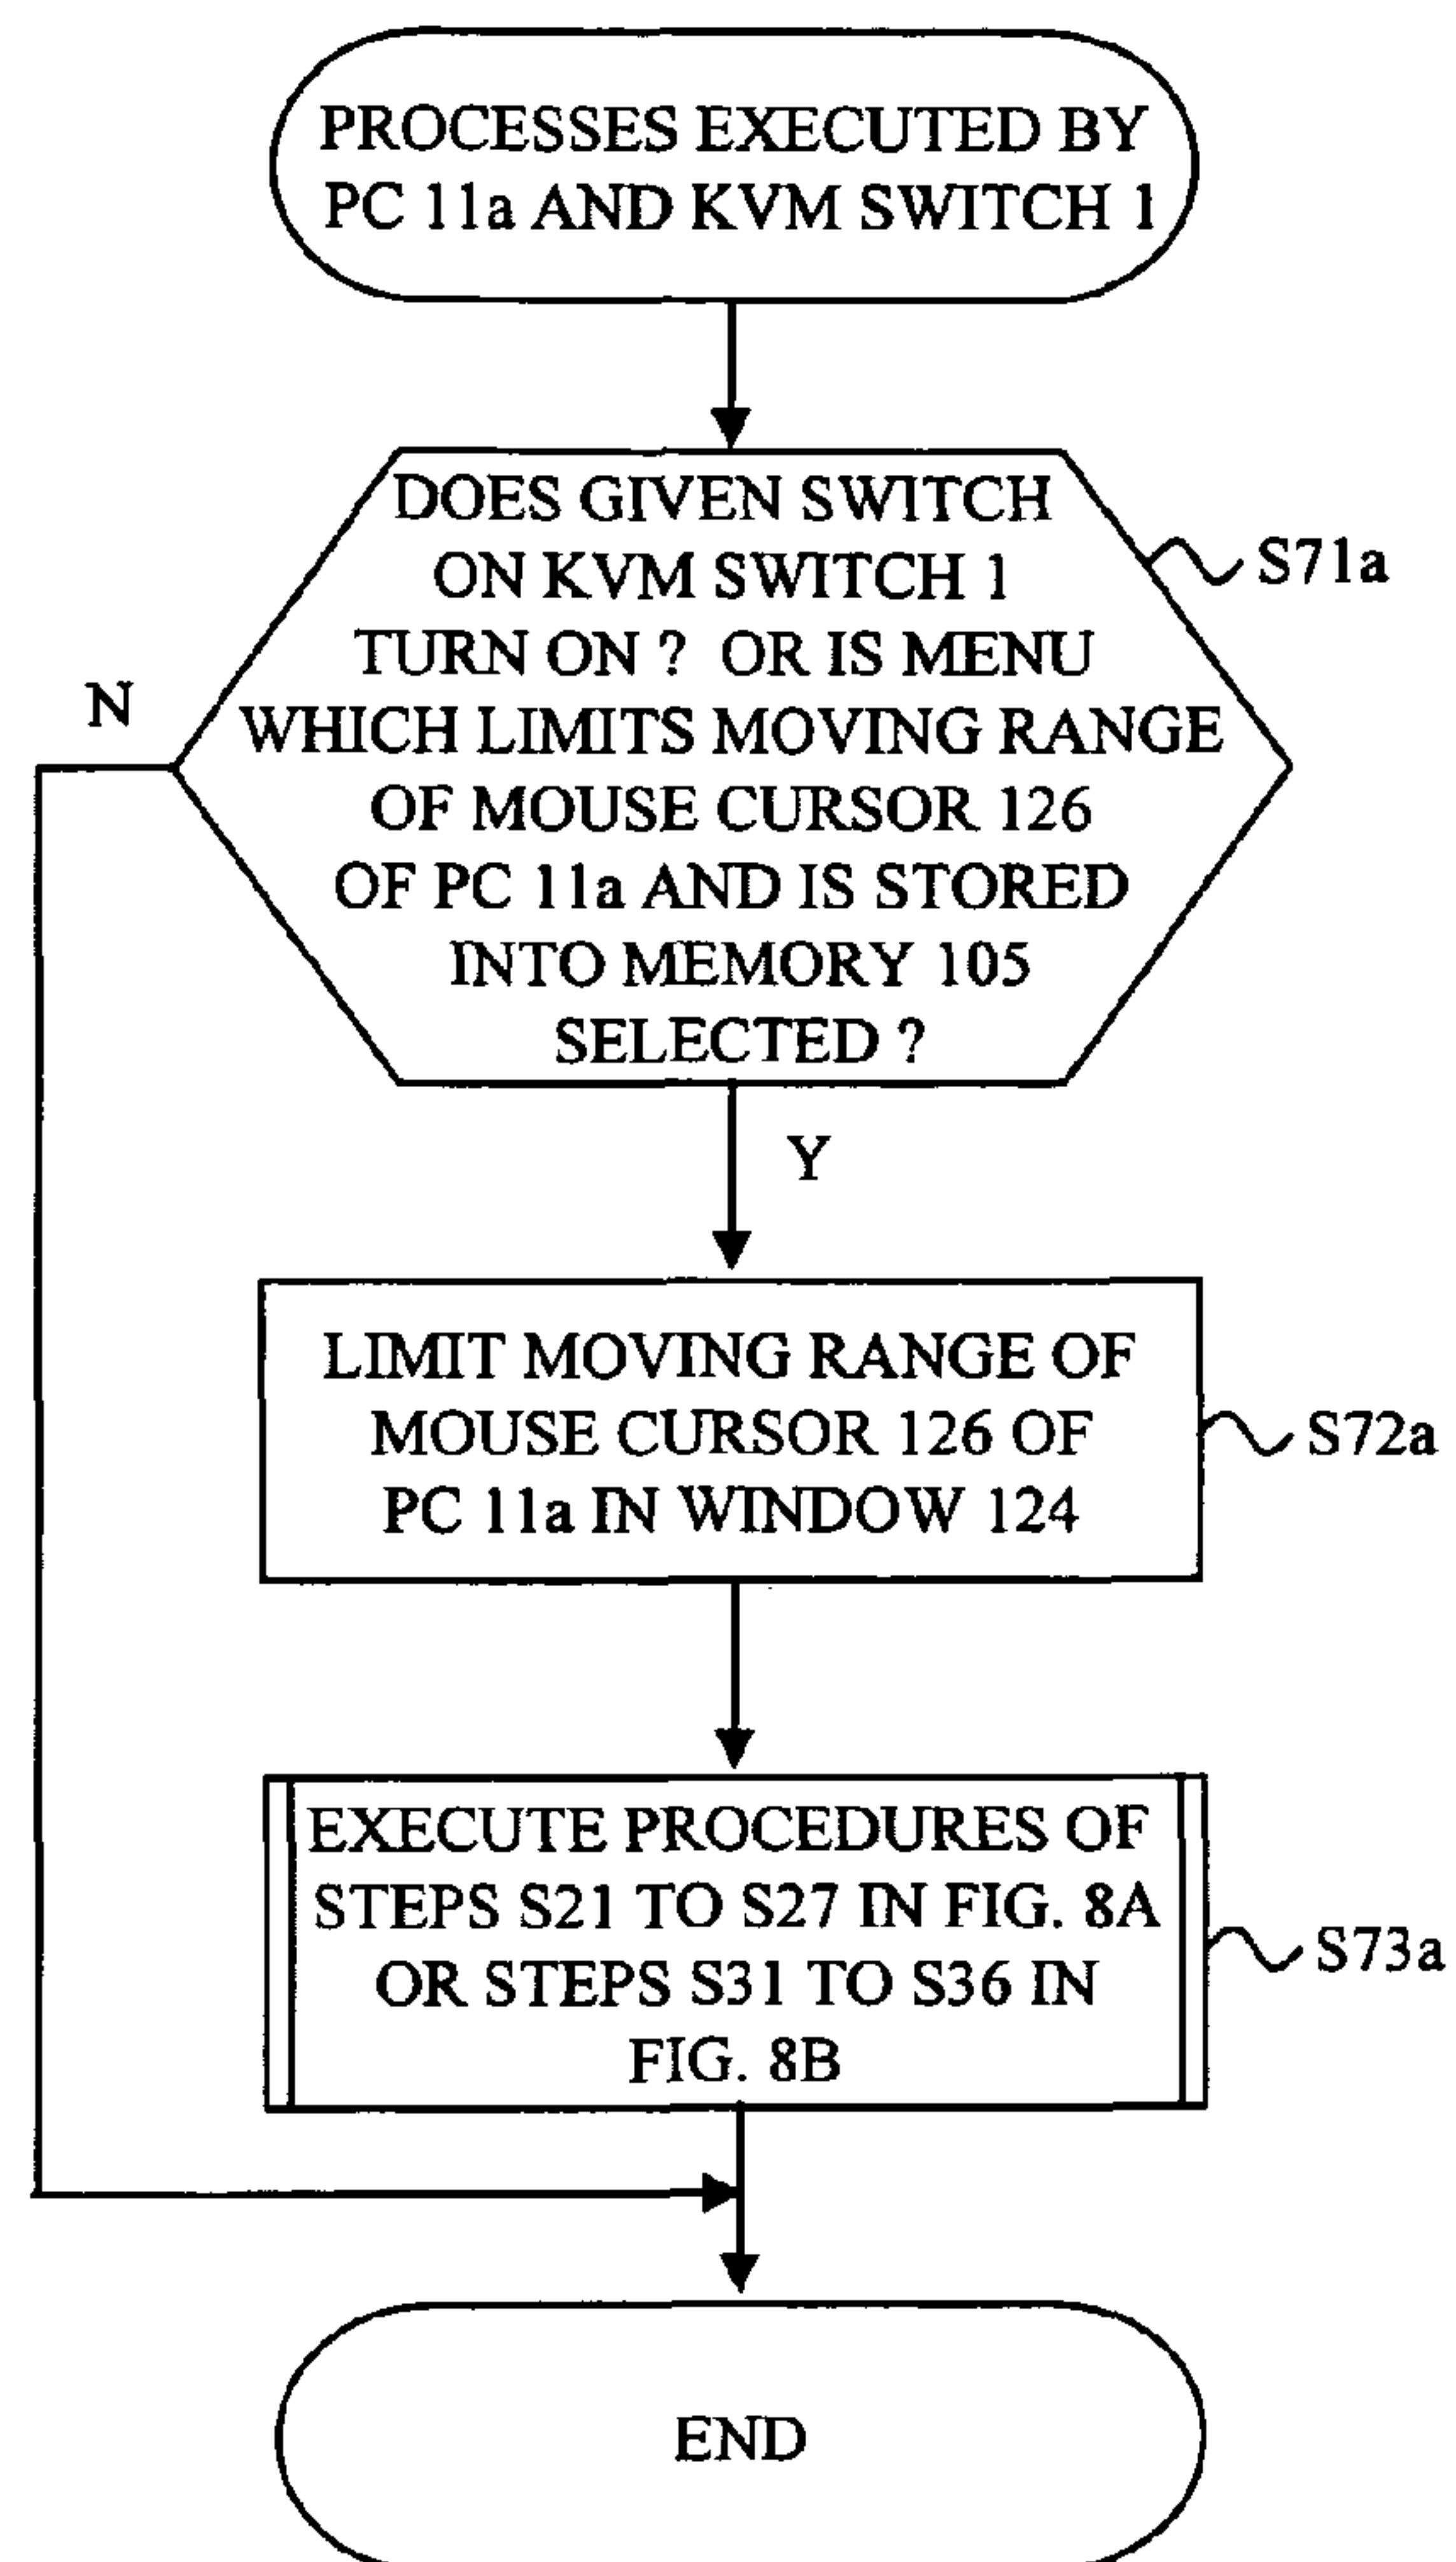 PROCESSES EXECUTED BY
PC 11a AND KVM SWITCH 1
DOES GIVEN SWITCH
ON KVM SWITCH 1
TURN ON ? OR IS MENU
WHICH LIMITS MOVING RANGE
OF MOUSE CURSOR 126
OF PC 11a AND IS STORED
INTO MEMORY 105
SELECTED ?
S71a
N
Y
LIMIT MOVING RANGE OF
MOUSE CURSOR 126 OF
PC 11a IN WINDOW 124
S72a
EXECUTE PROCEDURES OF
STEPS S21 TO S27 IN FIG. 8A
OR STEPS S31 TO S36 IN
FIG. 8B
S73a
END